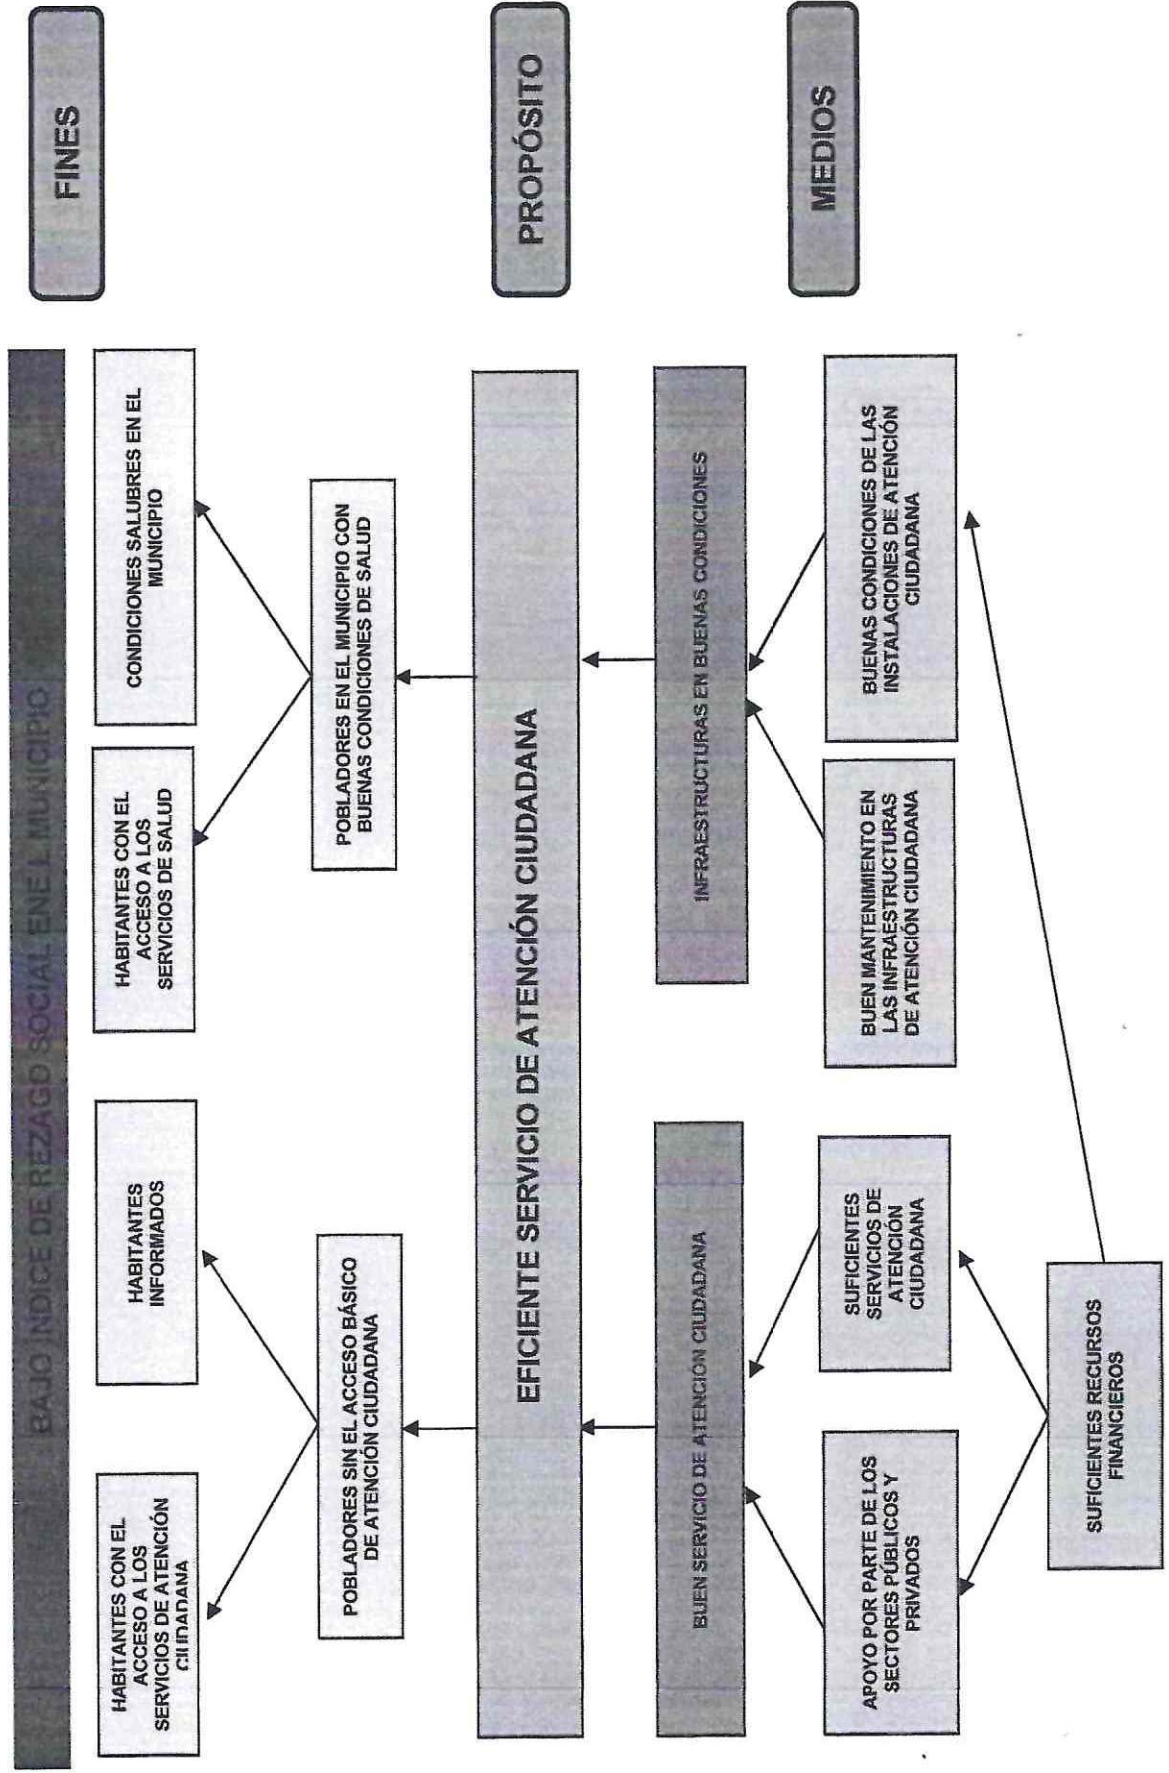 BAJO INDICE DE REZAGO SOCIAL ENE L MUNICIPIO
FINES
HABITANTES CON EL
ACCESO A LOS
SERVICIOS DE ATENCIÓN
CIUDADANA
HABITANTES
INFORMADOS
HABITANTES CON EL
ACCESO A LOS
SERVICIOS DE SALUD
CONDICIONES SALUBRES EN EL
MUNICIPIO
POBLADORES SIN EL ACCESO BÁSICO
DE ATENCIÓN CIUDADANA
POBLADORES EN EL MUNICIPIO CON
BUENAS CONDICIONES DE SALUD
EFICIENTE SERVICIO DE ATENCIÓN CIUDADANA
PROPÓSITO
BUEN SERVICIO DE ATENCION CIUDADANA
INFRAESTRUCTURAS EN BUENAS CONDICIONES
MEDIOS
APOYO POR PARTE DE LOS
SECTORES PÚBLICOS Y
PRIVADOS
SUFICIENTES
SERVICIOS DE
ATENCIÓN
CIUDADANA
BUEN MANTENIMIENTO EN
LAS INFRAESTRUCTURAS
DE ATENCIÓN CIUDADANA
BUENAS CONDICIONES DE LAS
INSTALACIONES DE ATENCIÓN
CIUDADANA
SUFICIENTES RECURSOS
FINANCIEROS